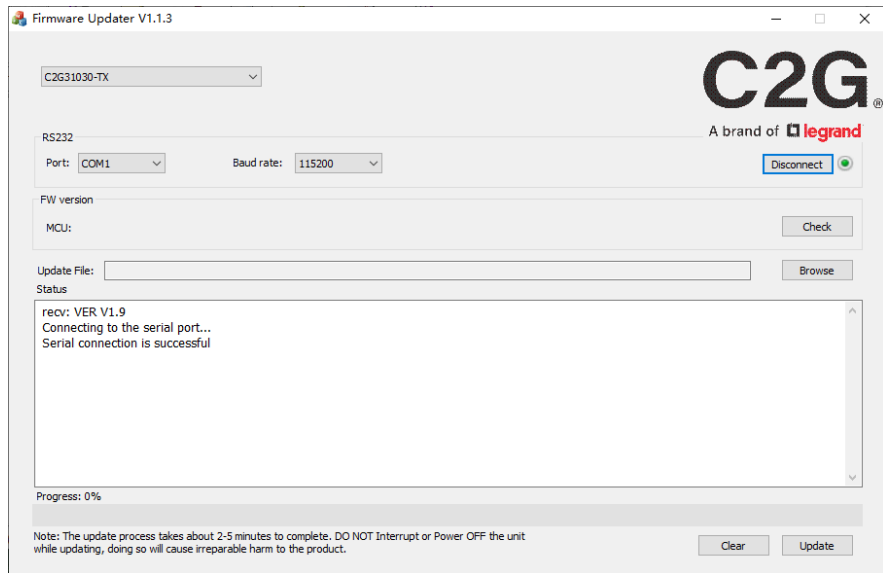 Firmware Updater V1.1.3
C2G31030-TX
C2G®
A brand of legrand
RS232
Port: COM1 Baud rate: 115200 Disconnect
FW version
MCU: Check
Update File: Browse
Status
recv: VER V1.9
Connecting to the serial port...
Serial connection is successful
Progress: 0%
Note: The update process takes about 2-5 minutes to complete. DO NOT Interrupt or Power OFF the unit
while updating, doing so will cause irreparable harm to the product.
Clear Update